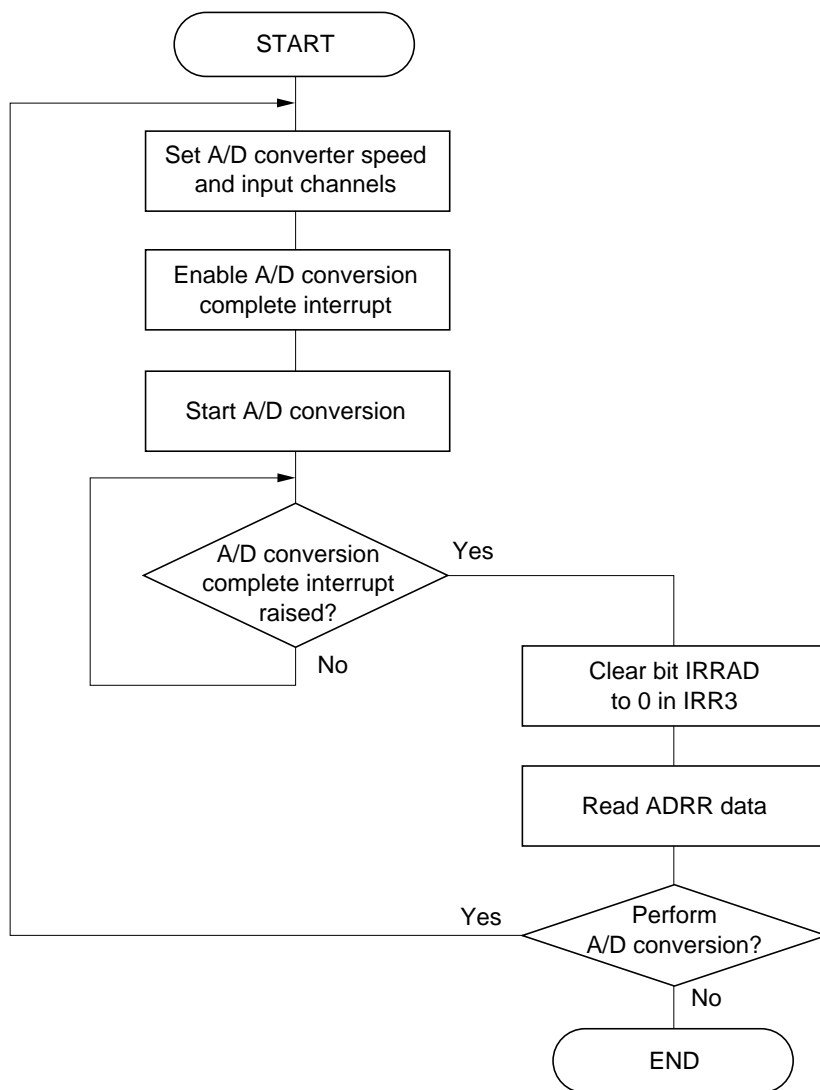 START
Set A/D converter speed
and input channels
Enable A/D conversion
complete interrupt
Start A/D conversion
A/D conversion
complete interrupt
raised?
Yes
No
Clear bit IRRAD
to 0 in IRR3
Read ADRR data
Perform
A/D conversion?
Yes
No
END